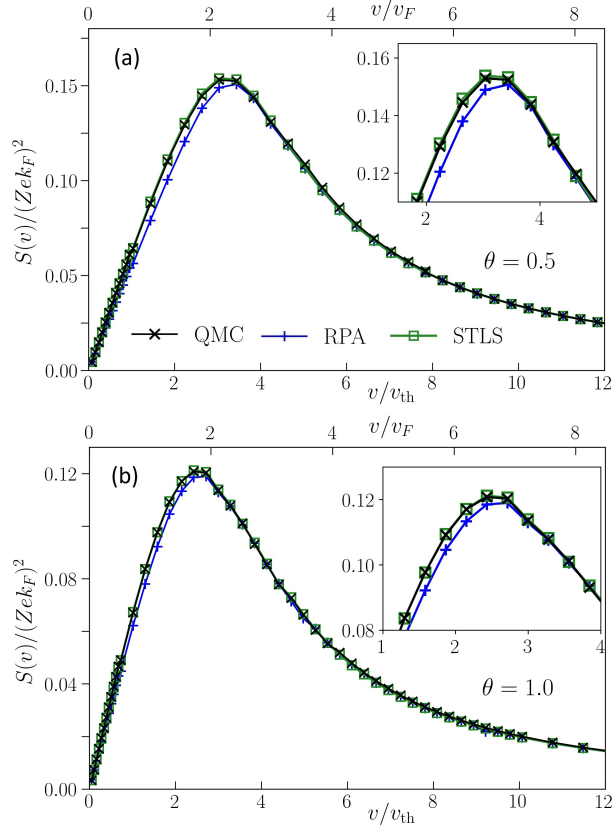 0 2 4 v/v_F 6 8
(a)
0.15
0.10
0.05
0.00
S(v)/(Zek_F)^2
0.16
0.14
0.12
2 4
θ = 0.5
QMC RPA STLS
0 2 4 6 8 10 12
v/v_th
0 2 4 v/v_F 6 8
(b)
0.12
0.08
0.04
0.00
S(v)/(Zek_F)^2
0.12
0.10
0.08
1 2 3 4
θ = 1.0
0 2 4 6 8 10 12
v/v_th